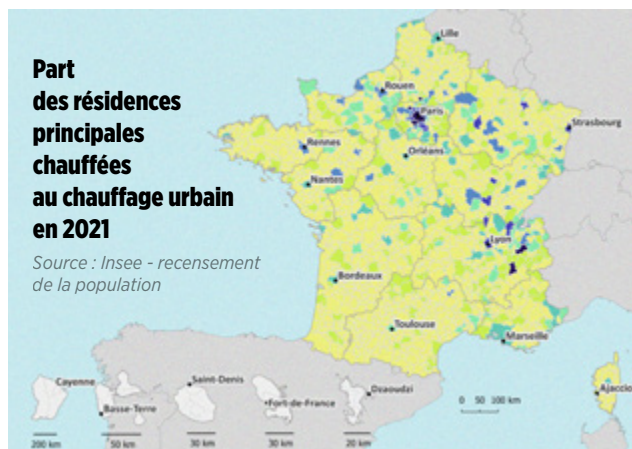 Part
des résidences
principales
chauffées
au chauffage urbain
en 2021
Source : Insee - recensement
de la population
Lille
Rouen
Paris
Strasbourg
Rennes
Orléans
Nantes
Lyon
Bordeaux
Toulouse
Marseille
Ajaccio
Cayenne
Saint-Denis
Dzaoudzi
Basse-Terre
Fort-de-France
0 50 100 km
200 km
50 km
30 km
30 km
20 km